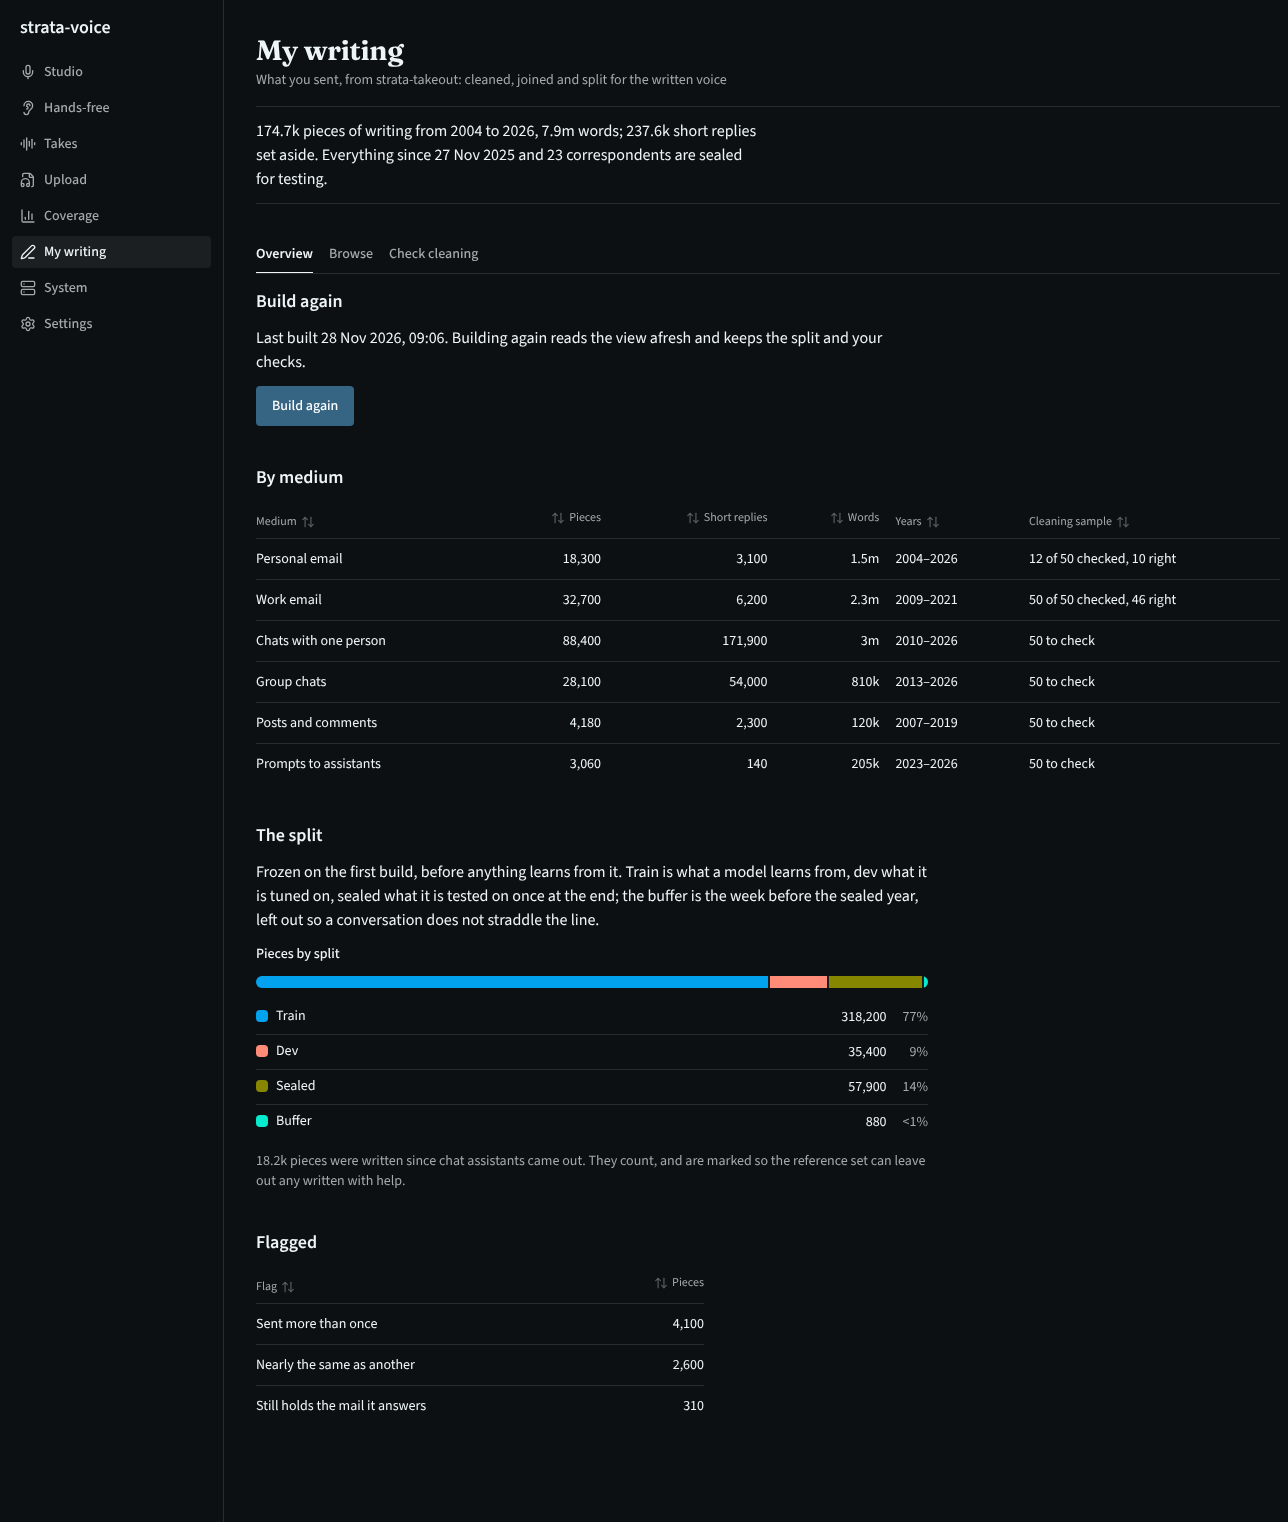 strata-voice
Studio
Hands-free
Takes
Upload
Coverage
My writing
System
Settings
My writing
What you sent, from strata-takeout: cleaned, joined and split for the written voice
174.7k pieces of writing from 2004 to 2026, 7.9m words; 237.6k short replies
set aside. Everything since 27 Nov 2025 and 23 correspondents are sealed
for testing.
Overview Browse Check cleaning
Build again
Last built 28 Nov 2026, 09:06. Building again reads the view afresh and keeps the split and your
checks.
Build again
By medium
Medium Pieces Short replies Words Years Cleaning sample
Personal email 18,300 3,100 1.5m 2004–2026 12 of 50 checked, 10 right
Work email 32,700 6,200 2.3m 2009–2021 50 of 50 checked, 46 right
Chats with one person 88,400 171,900 3m 2010–2026 50 to check
Group chats 28,100 54,000 810k 2013–2026 50 to check
Posts and comments 4,180 2,300 120k 2007–2019 50 to check
Prompts to assistants 3,060 140 205k 2023–2026 50 to check
The split
Frozen on the first build, before anything learns from it. Train is what a model learns from, dev what it
is tuned on, sealed what it is tested on once at the end; the buffer is the week before the sealed year,
left out so a conversation does not straddle the line.
Pieces by split
Train 318,200 77%
Dev 35,400 9%
Sealed 57,900 14%
Buffer 880 <1%
18.2k pieces were written since chat assistants came out. They count, and are marked so the reference set can leave
out any written with help.
Flagged
Flag Pieces
Sent more than once 4,100
Nearly the same as another 2,600
Still holds the mail it answers 310